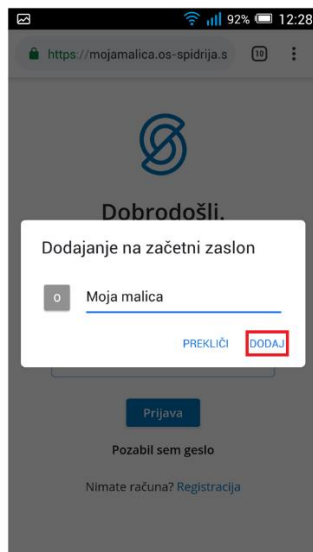 92% 12:28
https://mojamalica.os-spidrija.s 10
Dobrodošli.
Dodajanje na začetni zaslon
O Moja malica
PREKLIČI DODAJ
Prijava
Pozabil sem geslo
Nimate računa? Registracija